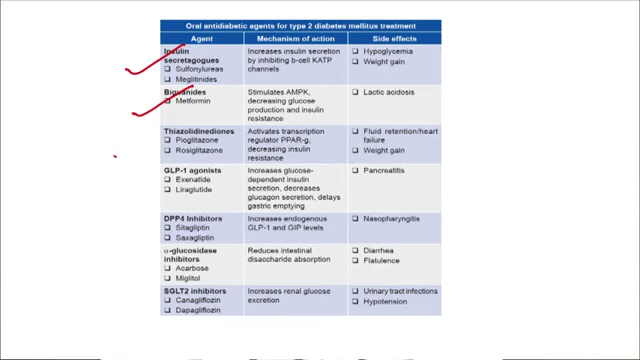 Oral antidiabetic agents for type 2 diabetes mellitus treatment
Agent Mechanism of action Side effects
Insulin
secretagogues
Sulfonylureas
Meglitinides
Increases insulin secretion
by inhibiting b-cell KATP
channels
Hypoglycemia
Weight gain
Biguanides
Metformin
Stimulates AMPK,
decreasing glucose
production and insulin
resistance
Lactic acidosis
Thiazolidinediones
Pioglitazone
Rosiglitazone
Activates transcription
regulator PPAR-g,
decreasing insulin
resistance
Fluid retention/heart
failure
Weight gain
GLP-1 agonists
Exenatide
Liraglutide
Increases glucose-
dependent insulin
secretion, decreases
glucagon secretion, delays
gastric emptying
Pancreatitis
DPP4 Inhibitors
Sitagliptin
Saxagliptin
Increases endogenous
GLP-1 and GIP levels
Nasopharyngitis
α-glucosidase
inhibitors
Acarbose
Miglitol
Reduces intestinal
disaccharide absorption
Diarrhea
Flatulence
SGLT2 inhibitors
Canagliflozin
Dapagliflozin
Increases renal glucose
excretion
Urinary tract infections
Hypotension